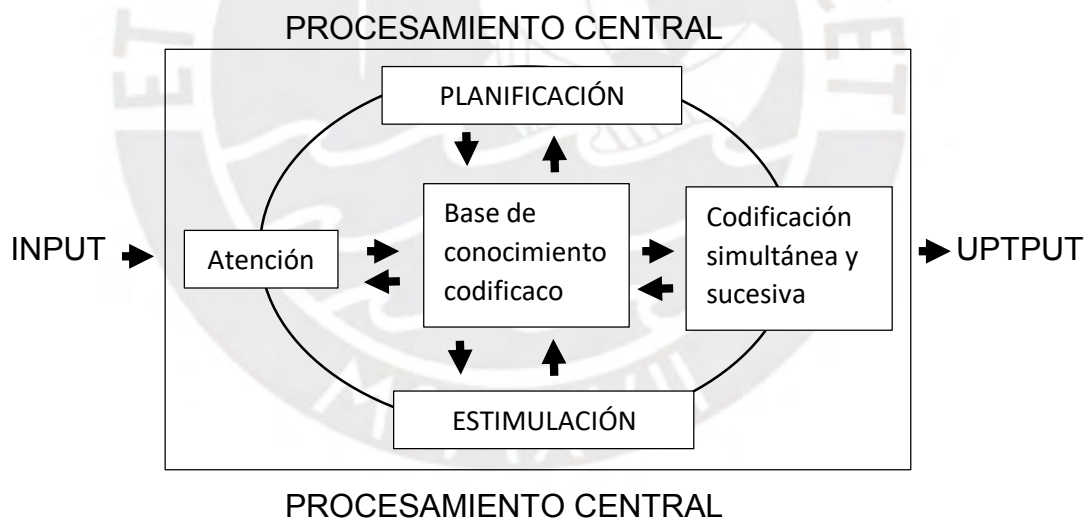 PROCESAMIENTO CENTRAL
PLANIFICACIÓN
INPUT
Atención
Base de
conocimiento
codificaco
Codificación
simultánea y
sucesiva
UPTPUT
ESTIMULACIÓN
PROCESAMIENTO CENTRAL